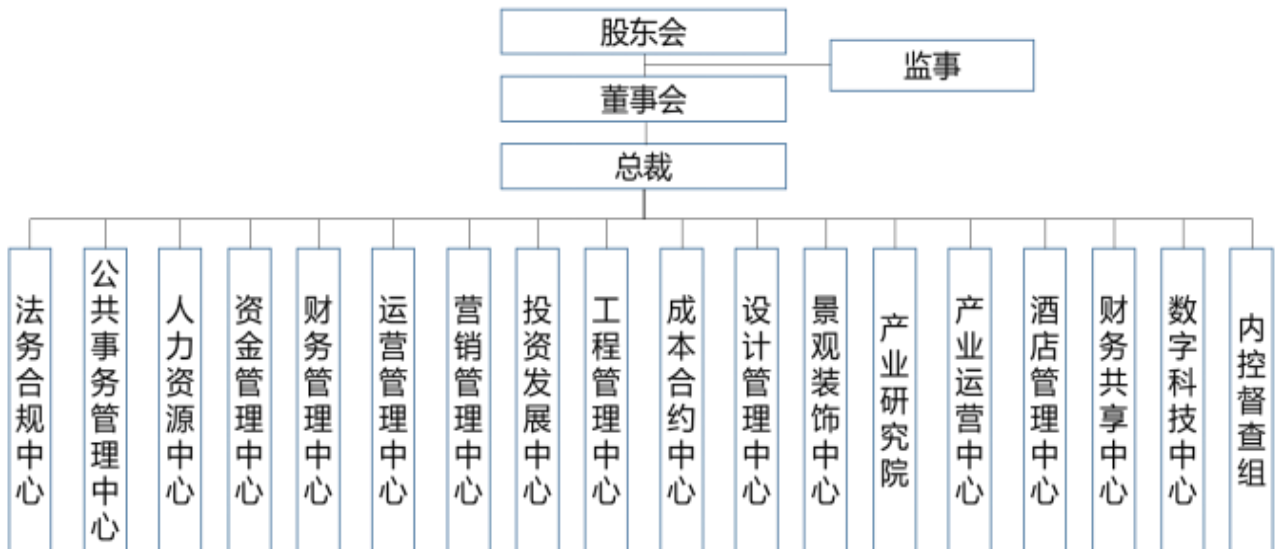 股东会
监事
董事会
总裁
法务合规中心
公共事务管理中心
人力资源中心
资金管理中心
财务管理中心
运营管理中心
营销管理中心
投资发展中心
工程管理中心
成本合约中心
设计管理中心
景观装饰中心
产业研究院
产业运营中心
酒店管理中心
财务共享中心
数字科技中心
内控督查组